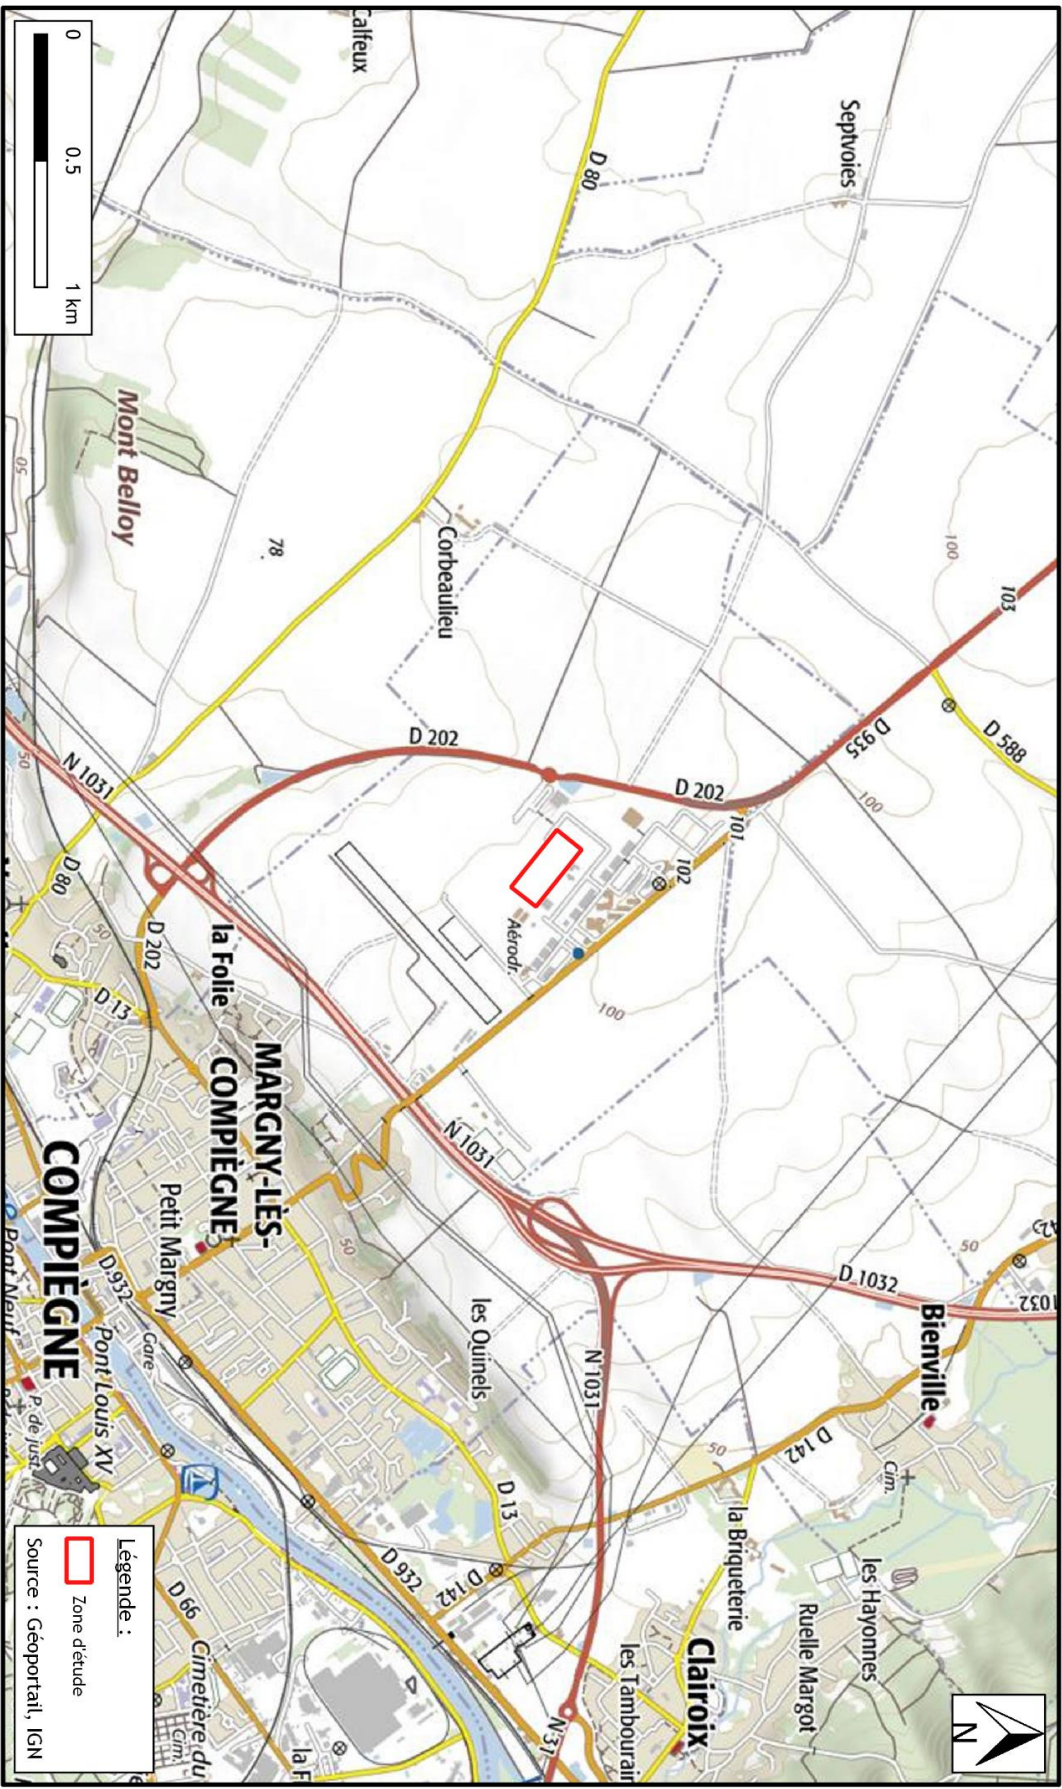 N
103
D 588
1032
Septvoies
100
D 935
50
Bienville
D 1032
Cim.
les Hayonnes
Ruelle Margot
101
D 142
la Briqueterie
D 202
102
50
Clairoix
D 80
100
N 1031
les Tambourain
N 31
Aérodr.
Corbeaulieu
D 202
N 1031
les Quinels
D 13
D 142
Calfeux
50
D 932
la F
78
MARGNY-LÈS-
COMPIÈGNE
la Folie
Petit Margny
Cimetière du
Cim.
D 66
Mont Belloy
D 202
Gare
D 13
D 932
Pont Louis XV
N 1031
50
D 80
COMPIÈGNE
P. de just.
50
50
Pont Neuf
0
0.5
1 km
Légende :
Zone d'étude
Source : Géoportail, IGN